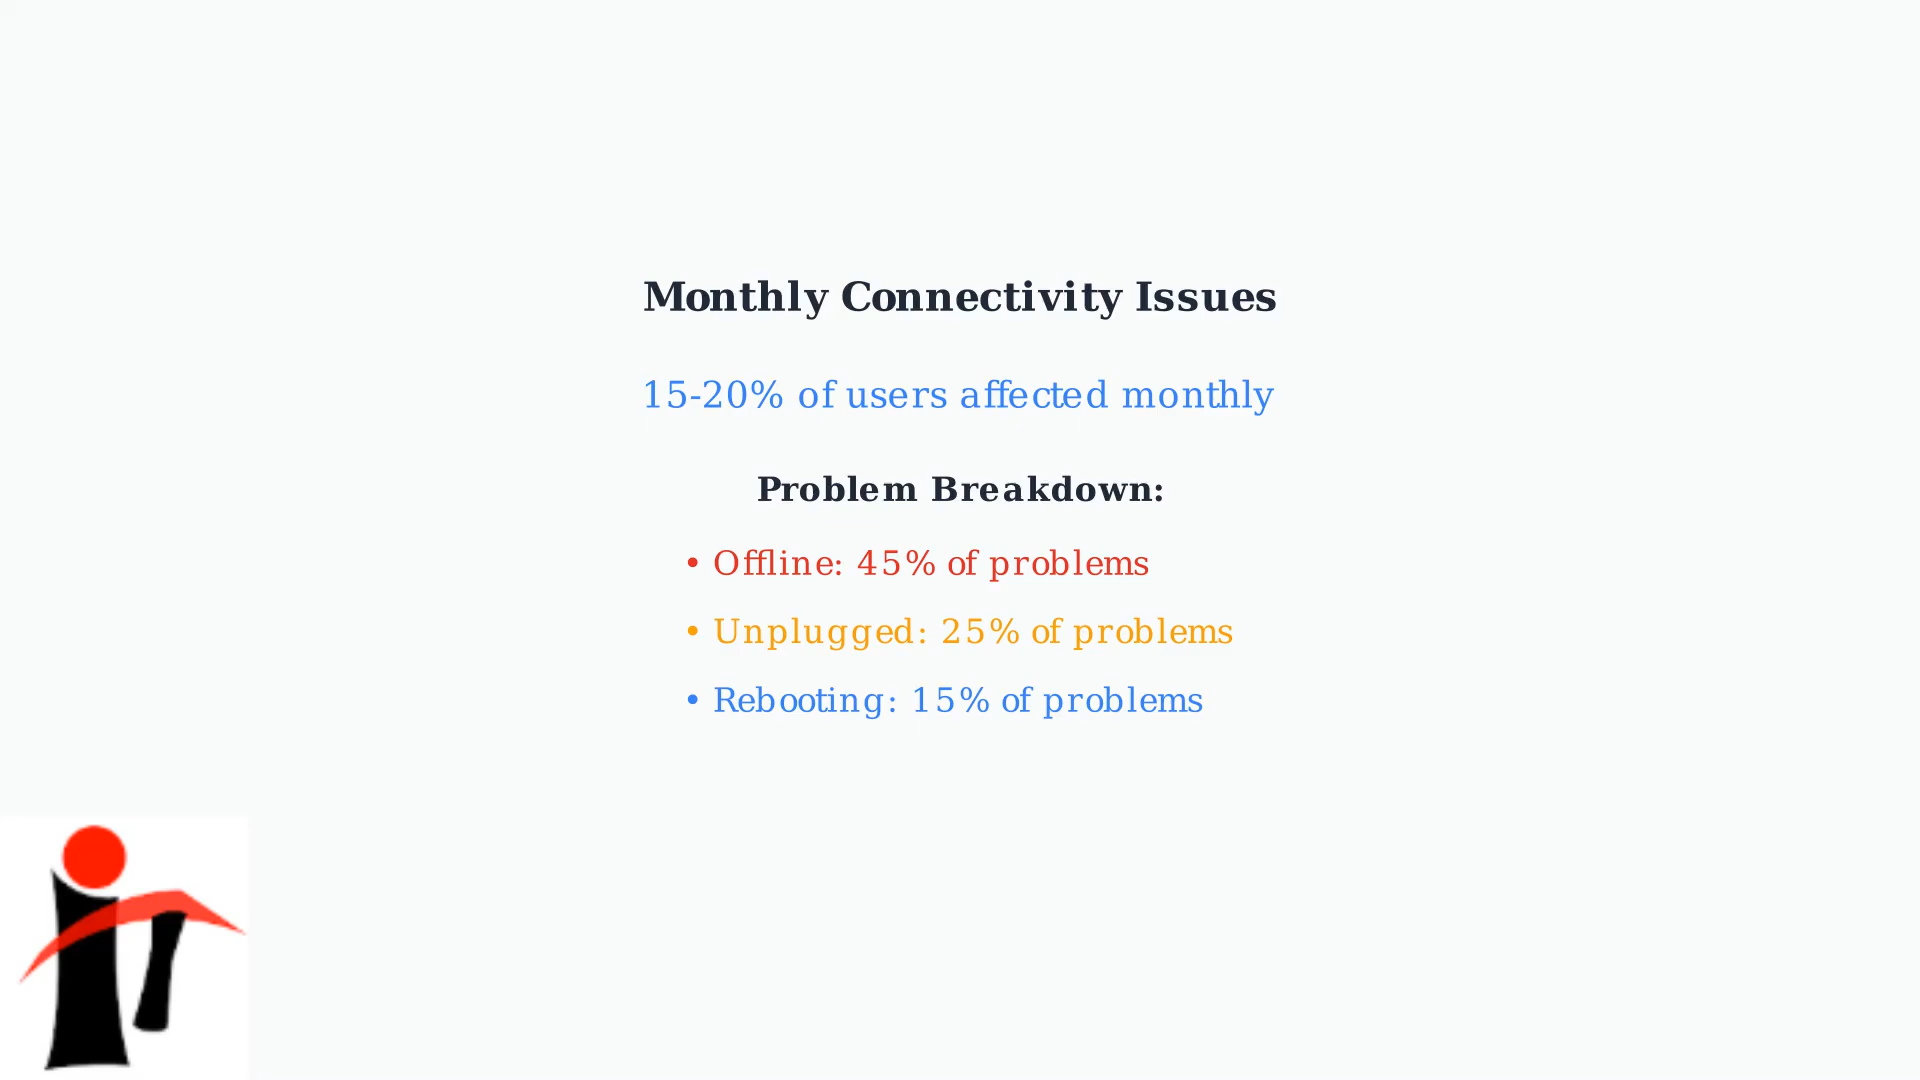 Monthly Connectivity Issues
15-20% of users affected monthly
Problem Breakdown:
• Offline: 45% of problems
• Unplugged: 25% of problems
• Rebooting: 15% of problems